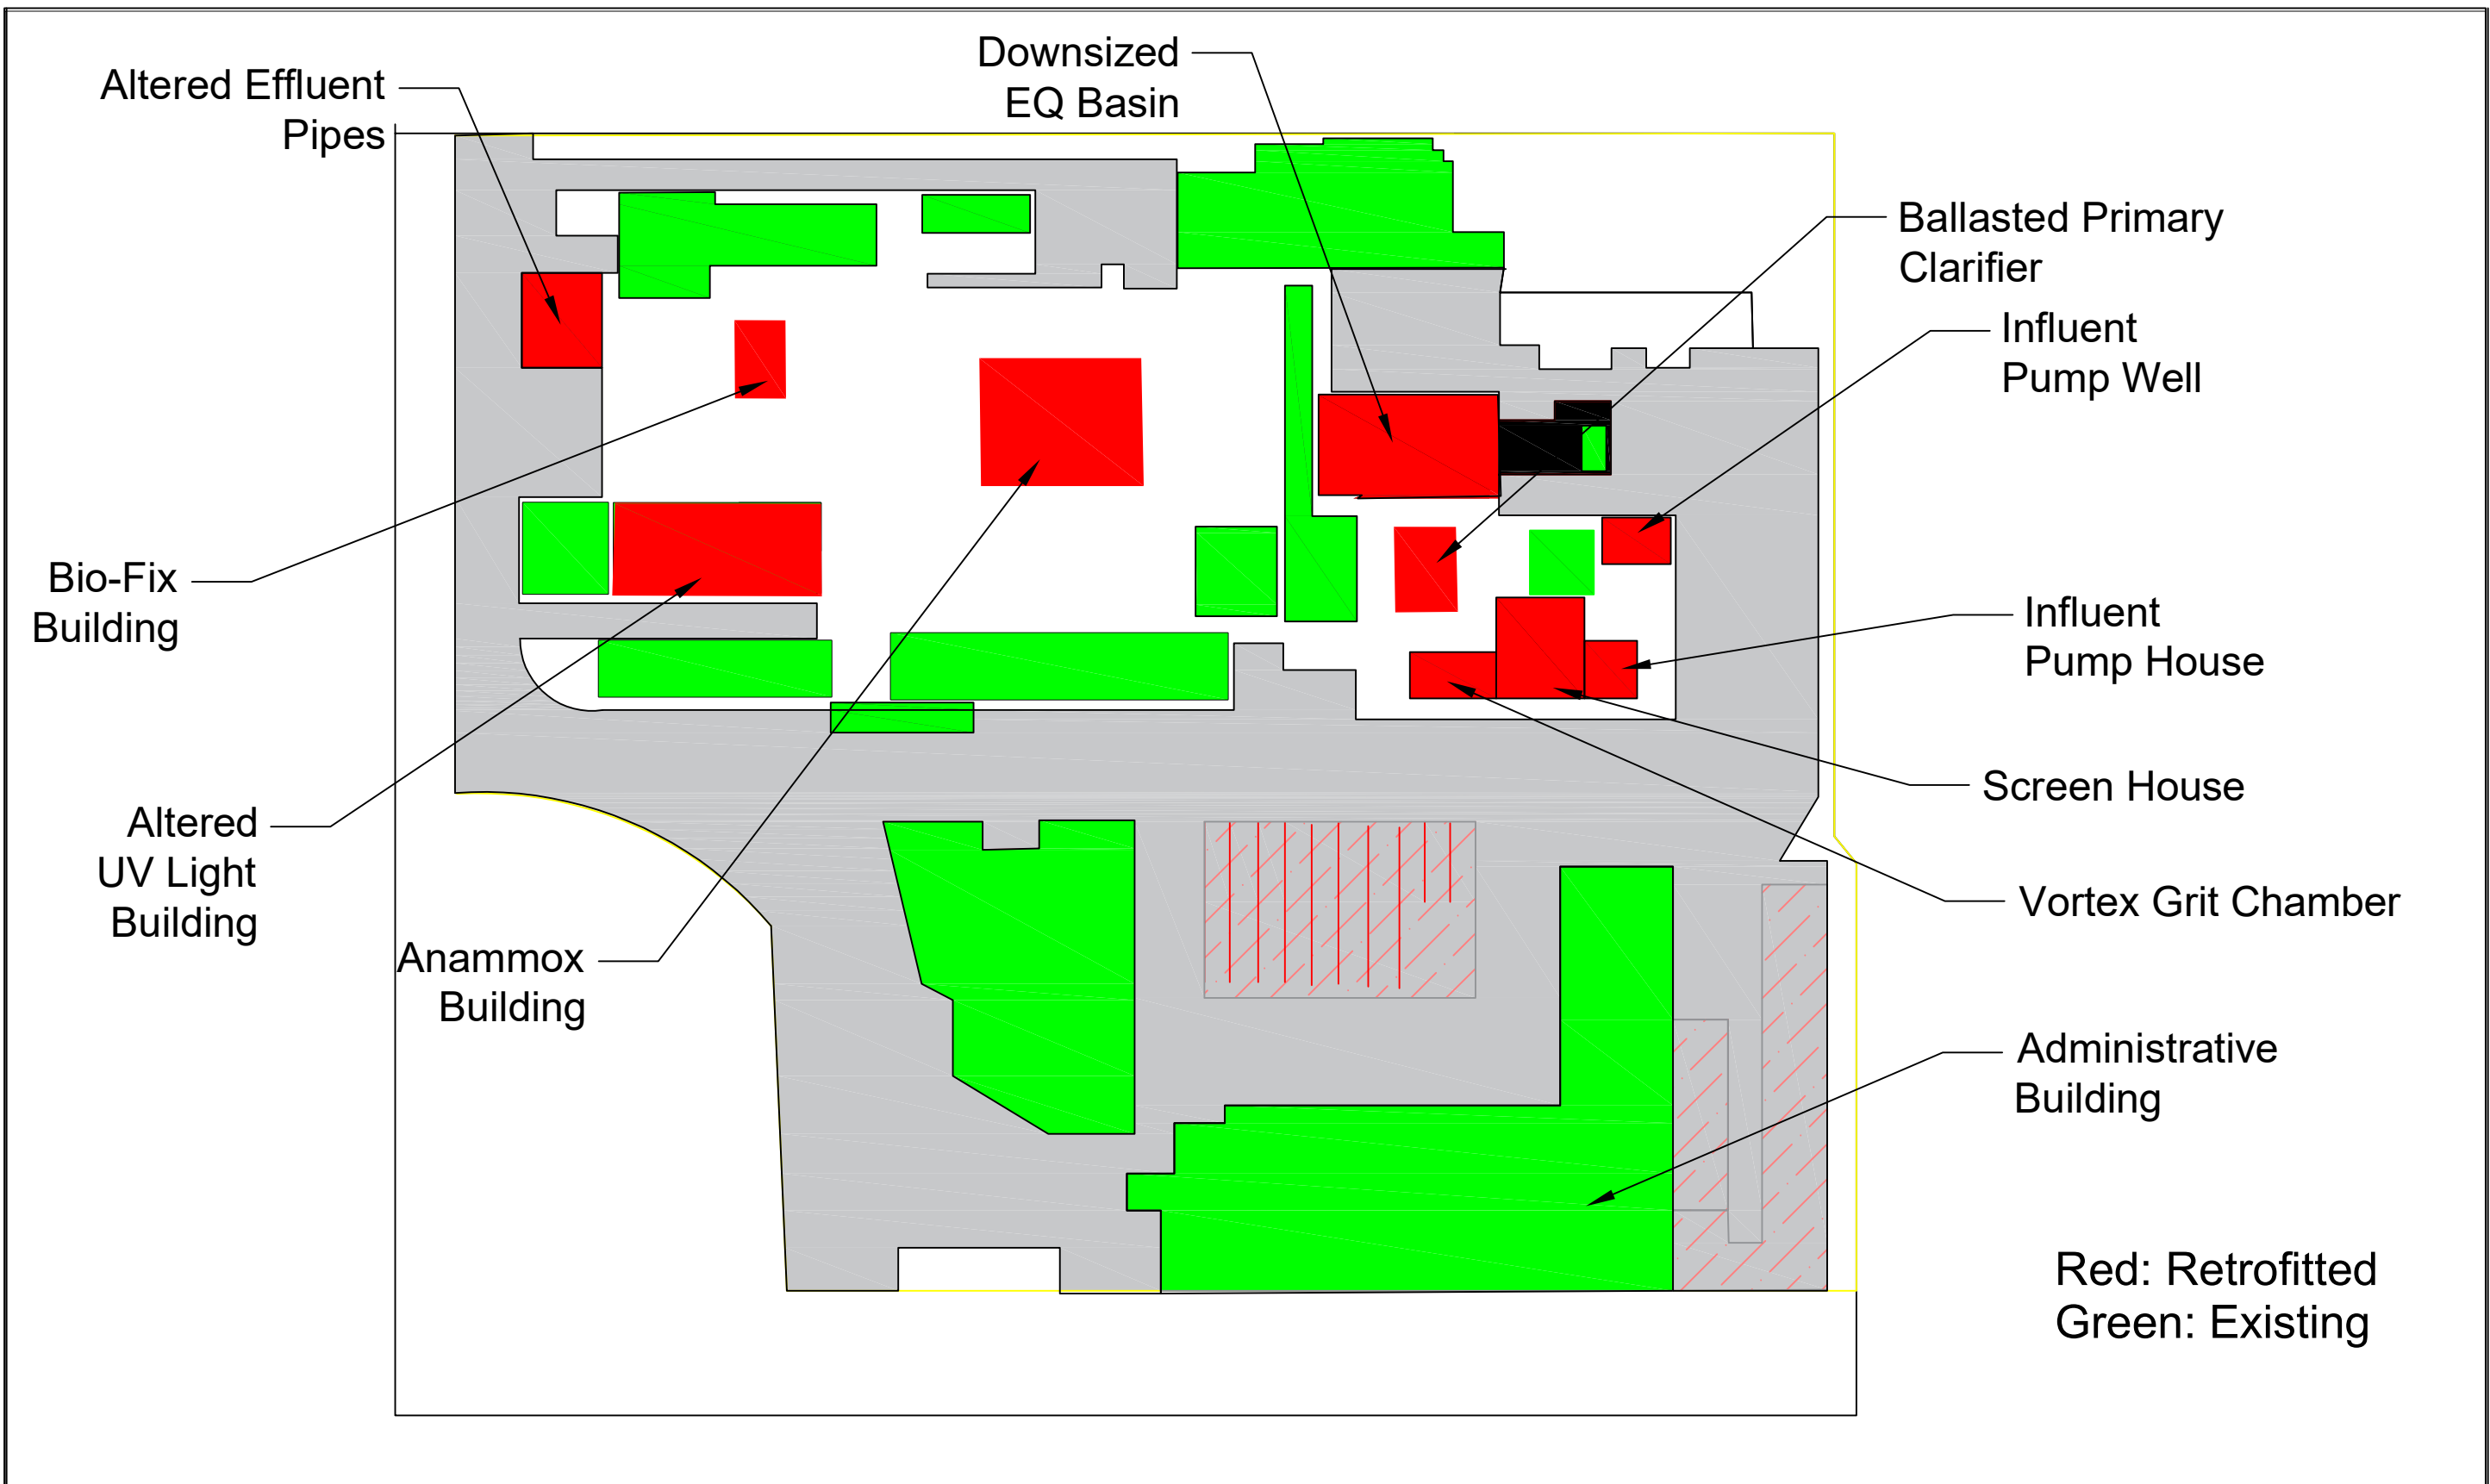 Altered Effluent
Pipes
Downsized
EQ Basin
Ballasted Primary
Clarifier
Influent
Pump Well
Bio-Fix
Building
Influent
Pump House
Screen House
Altered
UV Light
Building
Vortex Grit Chamber
Anammox
Building
Administrative
Building
Red: Retrofitted
Green: Existing